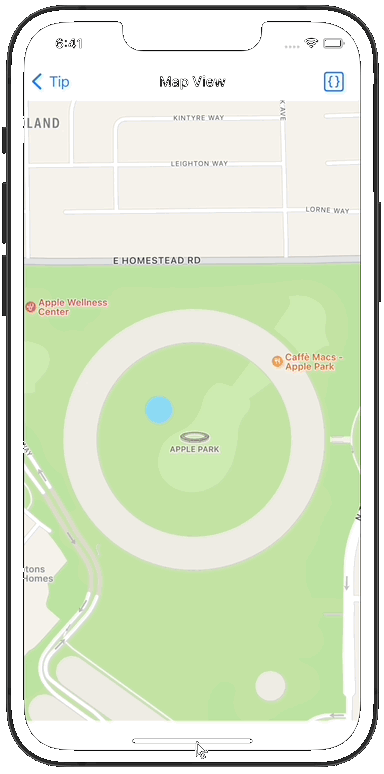 6:41
Tip
Map View
{}
LAND
KINTYRE WAY
K AVE
LEIGHTON WAY
LORNE WAY
E HOMESTEAD RD
Apple Wellness
Center
Caffè Macs -
Apple Park
APPLE PARK
tons
Homes